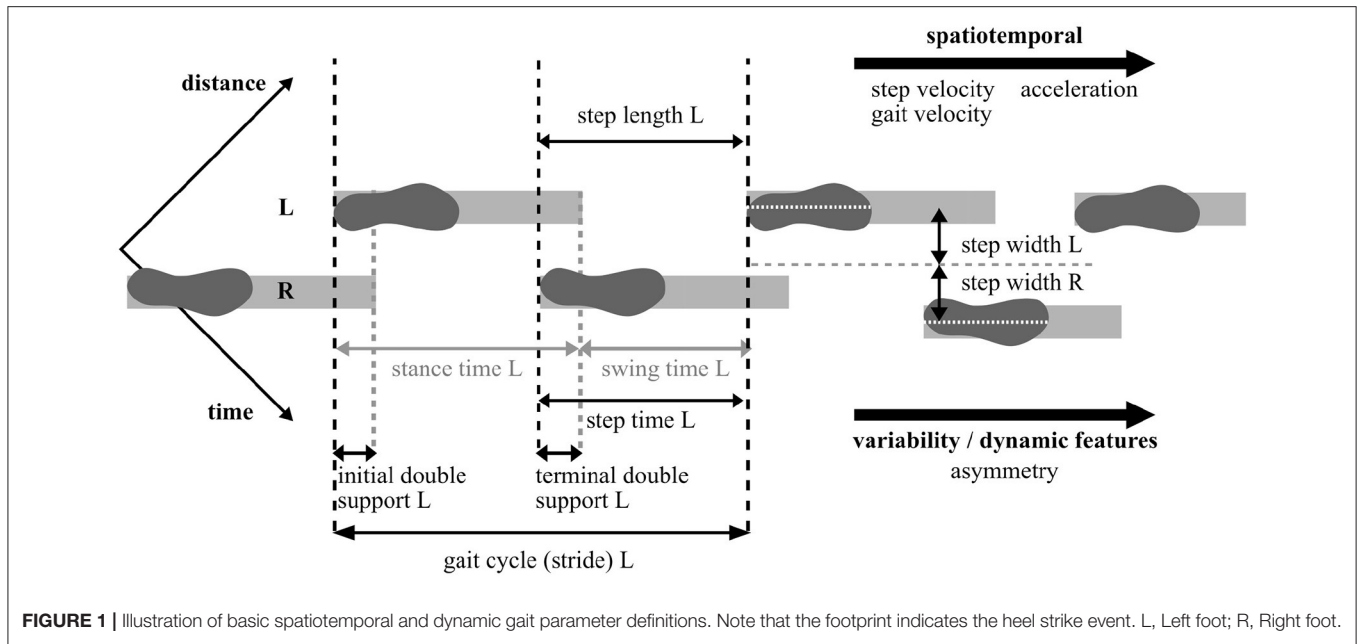 spatiotemporal
distance
step velocity acceleration
gait velocity
step length L
L
step width L
R
step width R
stance time L swing time L
time
step time L
variability / dynamic features
asymmetry
initial double
support L
terminal double
support L
gait cycle (stride) L
FIGURE 1 | Illustration of basic spatiotemporal and dynamic gait parameter definitions. Note that the footprint indicates the heel strike event. L, Left foot; R, Right foot.